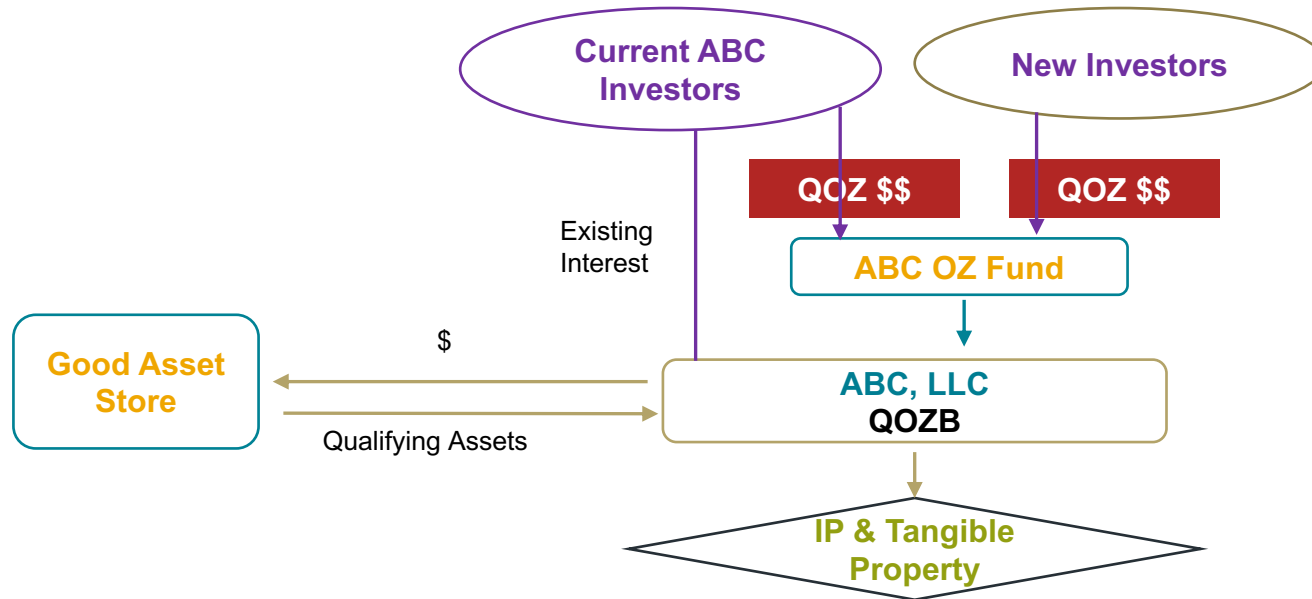 Current ABC
Investors
New Investors
QOZ $$
QOZ $$
Existing
Interest
ABC OZ Fund
Good Asset
Store
$
Qualifying Assets
ABC, LLC
QOZB
IP & Tangible
Property